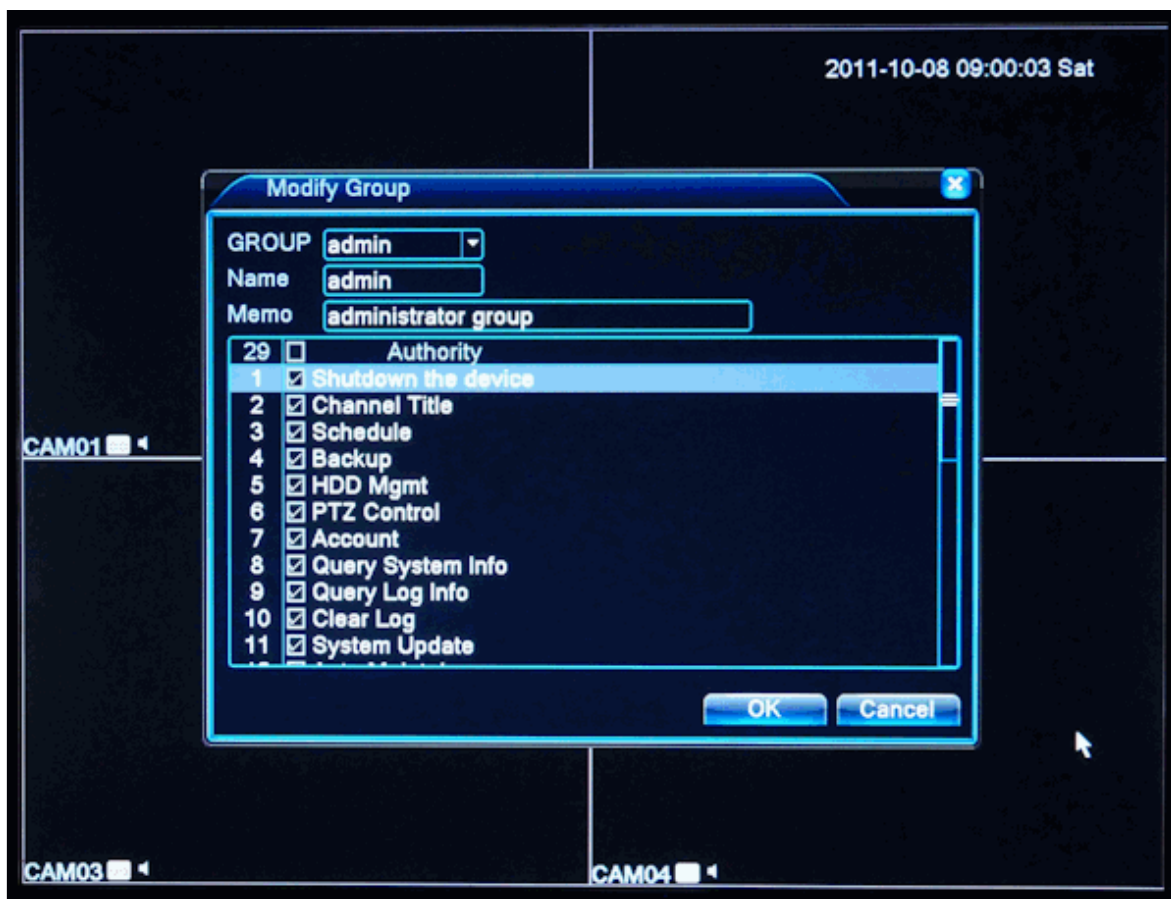 2011-10-08 09:00:03 Sat
Modify Group
GROUP admin
Name admin
Memo administrator group
29 Authority
1 Shutdown the device
2 Channel Title
3 Schedule
4 Backup
5 HDD Mgmt
6 PTZ Control
7 Account
8 Query System Info
9 Query Log Info
10 Clear Log
11 System Update
OK Cancel
CAM01
CAM03
CAM04